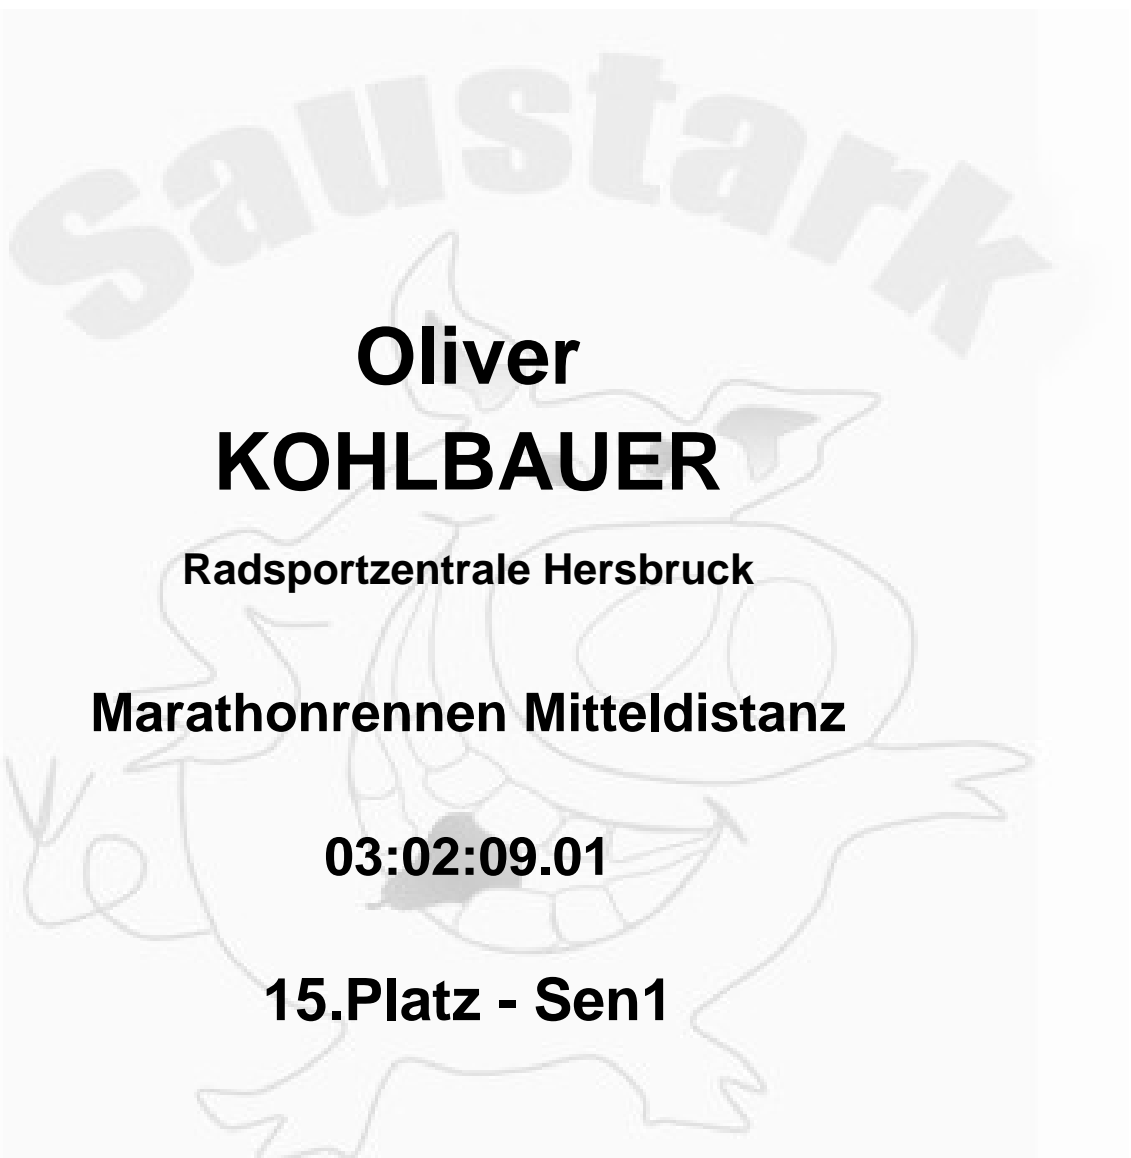 Saustark
Oliver
KOHLBAUER
Radsportzentrale Hersbruck
Marathonrennen Mitteldistanz
03:02:09.01
15.Platz - Sen1